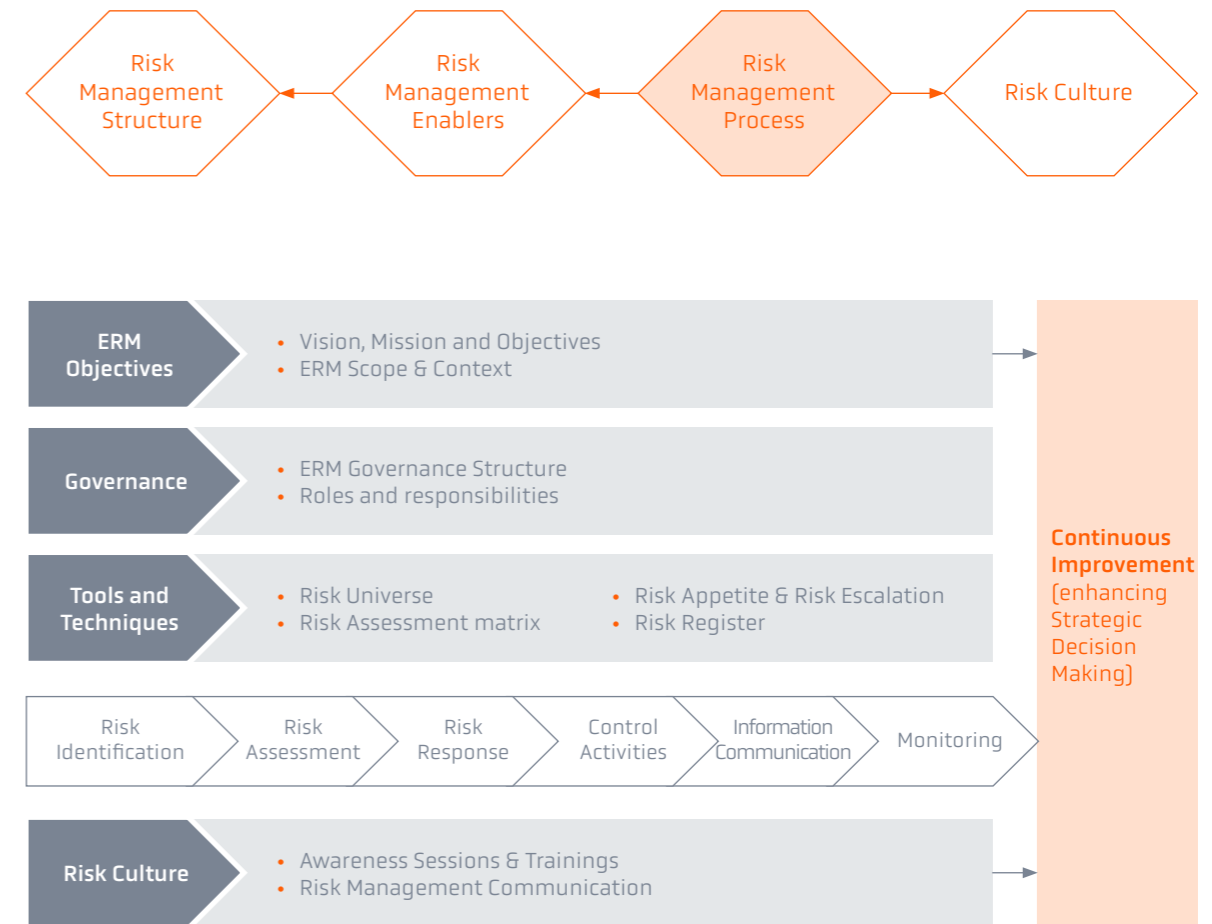 Risk
Management
Structure
Risk
Management
Enablers
Risk
Management
Process
Risk Culture
ERM
Objectives
• Vision, Mission and Objectives
• ERM Scope & Context
Governance
• ERM Governance Structure
• Roles and responsibilities
Tools and
Techniques
• Risk Universe
• Risk Assessment matrix
• Risk Appetite & Risk Escalation
• Risk Register
Risk
Identification
Risk
Assessment
Risk
Response
Control
Activities
Information
Communication
Monitoring
Risk Culture
• Awareness Sessions & Trainings
• Risk Management Communication
Continuous
Improvement
(enhancing
Strategic
Decision
Making)